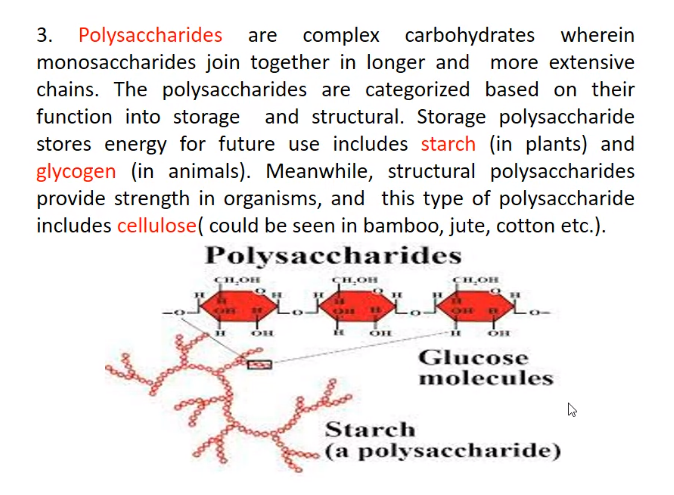 3. Polysaccharides are complex carbohydrates wherein
monosaccharides join together in longer and more extensive
chains. The polysaccharides are categorized based on their
function into storage and structural. Storage polysaccharide
stores energy for future use includes starch (in plants) and
glycogen (in animals). Meanwhile, structural polysaccharides
provide strength in organisms, and this type of polysaccharide
includes cellulose( could be seen in bamboo, jute, cotton etc.).
Polysaccharides
CH₂OH CH₂OH CH₂OH
O O O
H H H H H H
H H H
OH H OH H OH H
O O O O
H OH H OH H OH
Glucose
molecules
Starch
(a polysaccharide)